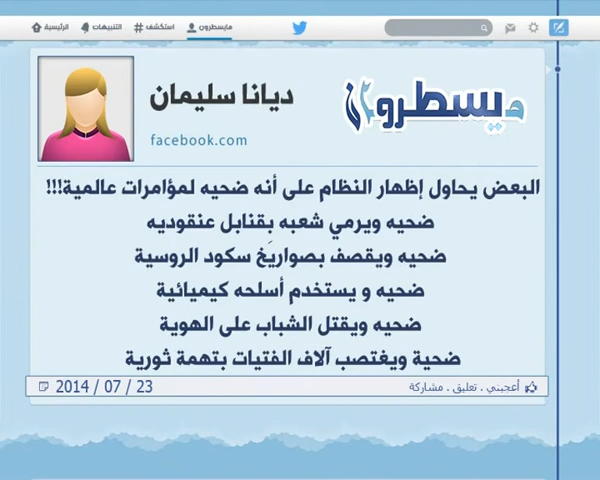 الرئيسية
التنبيهات
استكشف
مايسطرون
ديانا سليمان
مايسطرون
facebook.com
البعض يحاول إظهار النظام على أنه ضحيه لمؤامرات عالمية!!!
ضحيه ويرمي شعبه بقنابل عنقوديه
ضحيه ويقصف بصواريَخ سكود الروسية
ضحيه و يستخدم أسلحه كيميائية
ضحيه ويقتل الشباب على الهوية
ضحية ويغتصب آلاف الفتيات بتهمة ثورية
أعجبني . تعليق . مشاركة
2014 / 07 / 23